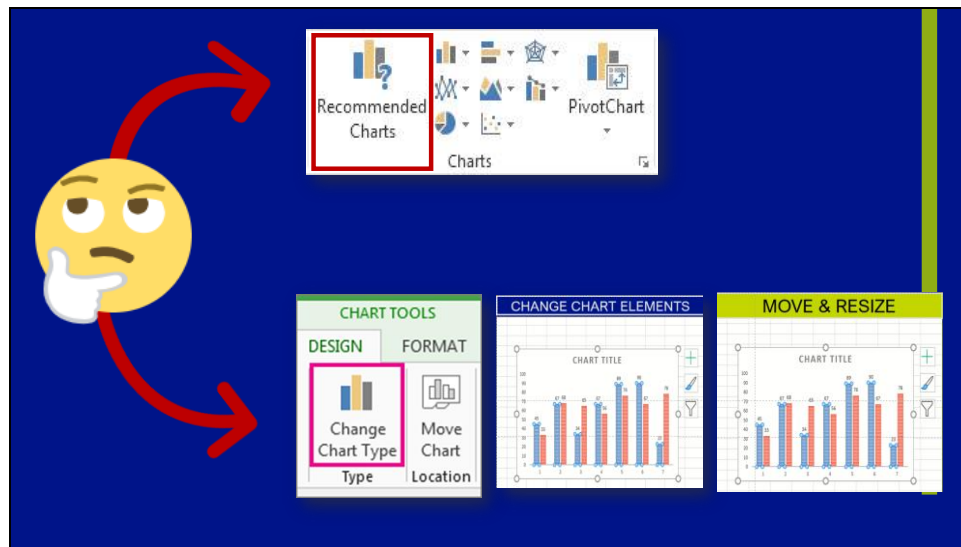 Recommended
Charts
PivotChart
Charts
CHART TOOLS
DESIGN FORMAT
Change
Chart Type
Move
Chart
Type
Location
CHANGE CHART ELEMENTS
CHART TITLE
MOVE & RESIZE
CHART TITLE